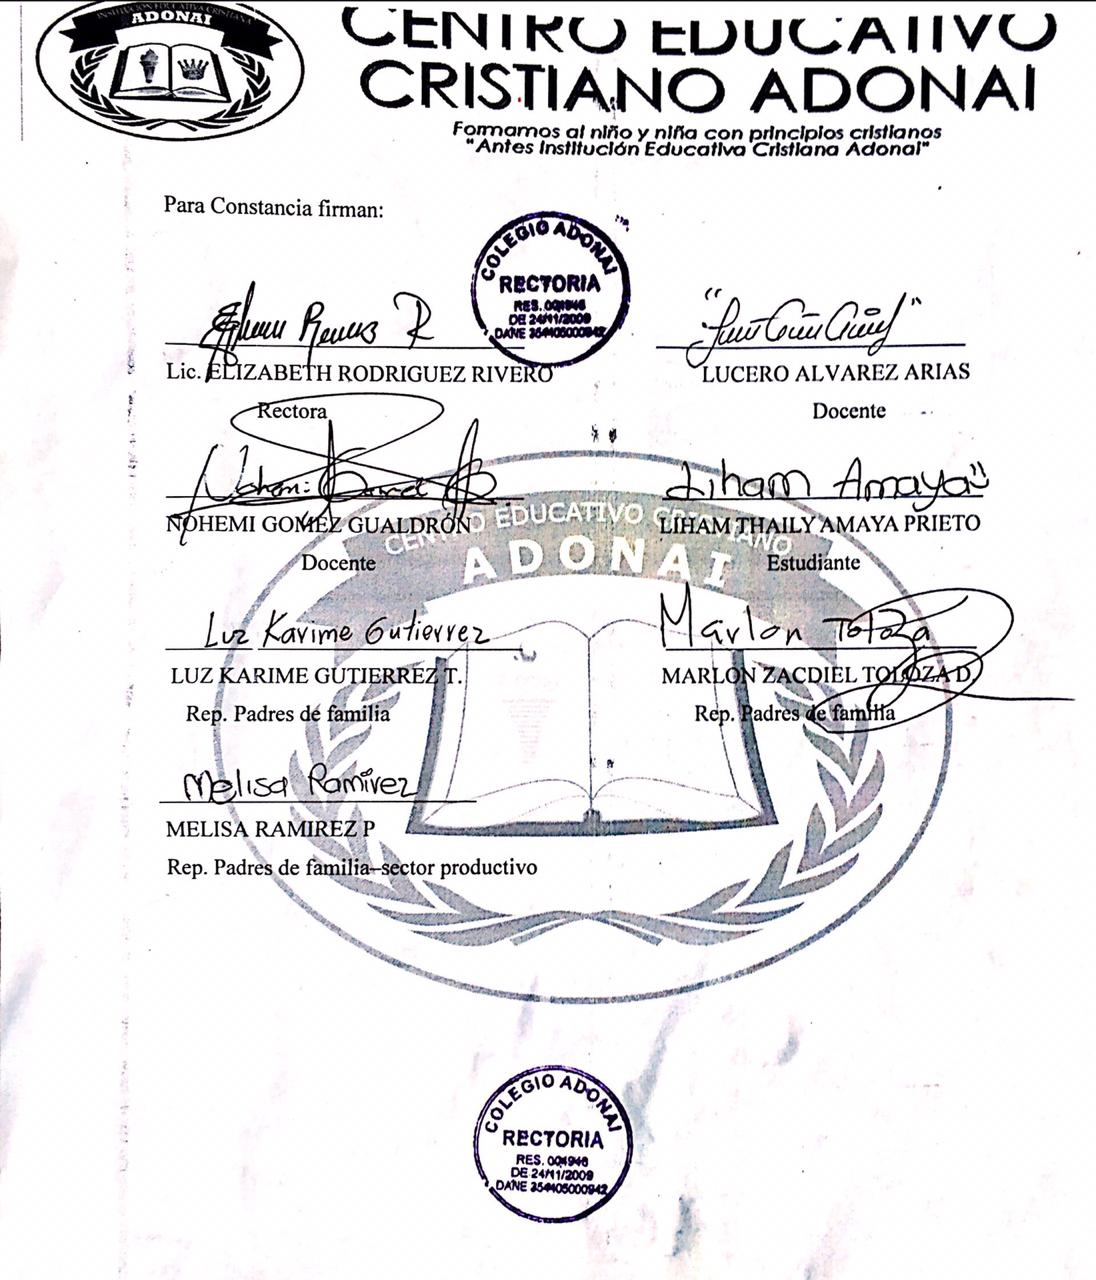 INSTITUCIÓN EDUCATIVA CRISTIANA
ADONAI
CENTRO EDUCATIVO
CRISTIANO ADONAI
Formamos al niño y niña con principios cristianos
"Antes Institución Educativa Cristiana Adonai"
Para Constancia firman:
COLEGIO ADONAI
RECTORIA
RES. 004946
DE 24/11/2009
DANE 354405000942
Lic. ELIZABETH RODRIGUEZ RIVERO
LUCERO ALVAREZ ARIAS
Rectora
Docente
Nohemi
Liham Amaya
NOHEMI GOMEZ GUALDRÓN
LIHAM THAILY AMAYA PRIETO
Docente
Estudiante
CENTRO EDUCATIVO CRISTIANO
ADONAI
Luz Karime Gutierrez
Marlon Toloza
LUZ KARIME GUTIERREZ T.
MARLON ZACDIEL TOLOZA D.
Rep. Padres de familia
Rep. Padres de familia
Melisa Ramirez
MELISA RAMIREZ P
Rep. Padres de familia–sector productivo
COLEGIO ADONAI
RECTORIA
RES. 004946
DE 24/11/2009
DANE 354405000942